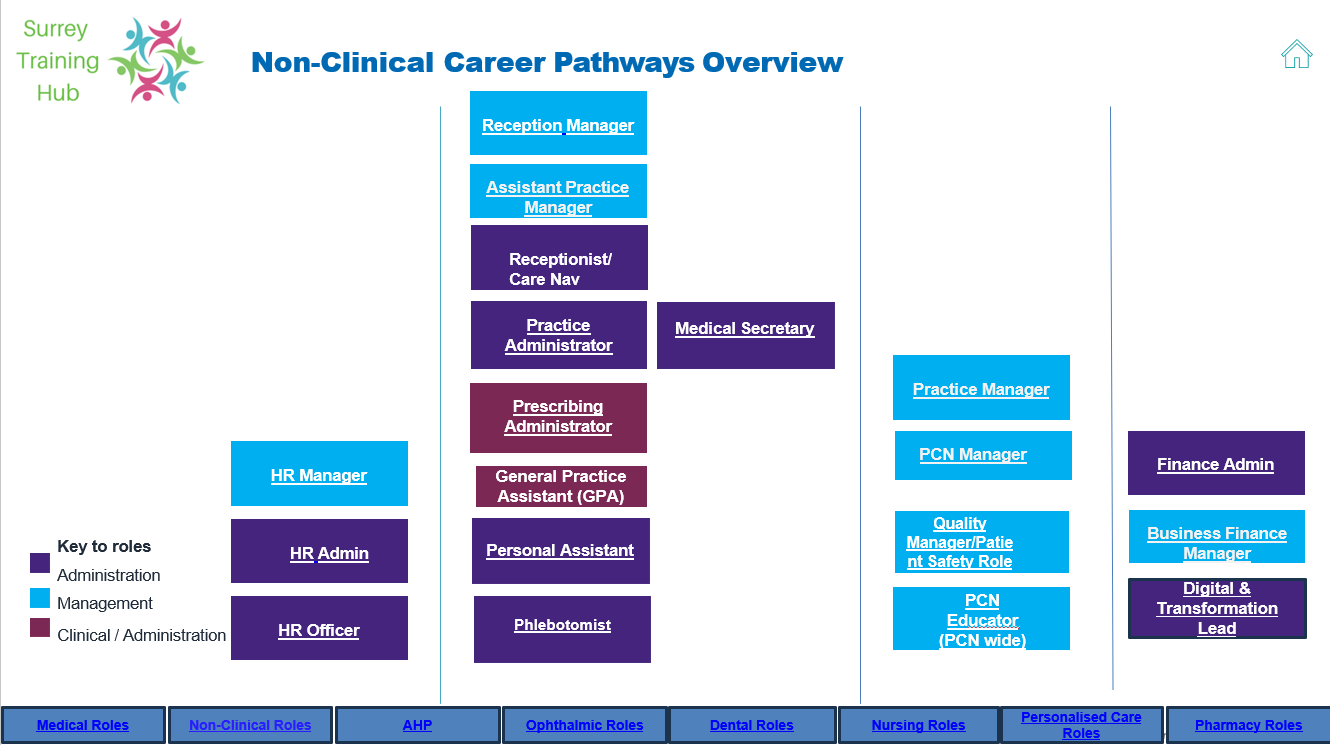 Surrey
Training
Hub
Non-Clinical Career Pathways Overview
Reception Manager
Assistant Practice
Manager
Receptionist/
Care Nav
Practice
Administrator
Medical Secretary
Prescribing
Administrator
General Practice
Assistant (GPA)
Personal Assistant
Phlebotomist
HR Manager
HR Admin
HR Officer
Practice Manager
PCN Manager
Quality
Manager/Patie
nt Safety Role
PCN
Educator
(PCN wide)
Finance Admin
Business Finance
Manager
Digital &
Transformation
Lead
Key to roles
Administration
Management
Clinical / Administration
Medical Roles
Non-Clinical Roles
AHP
Ophthalmic Roles
Dental Roles
Nursing Roles
Personalised Care
Roles
Pharmacy Roles